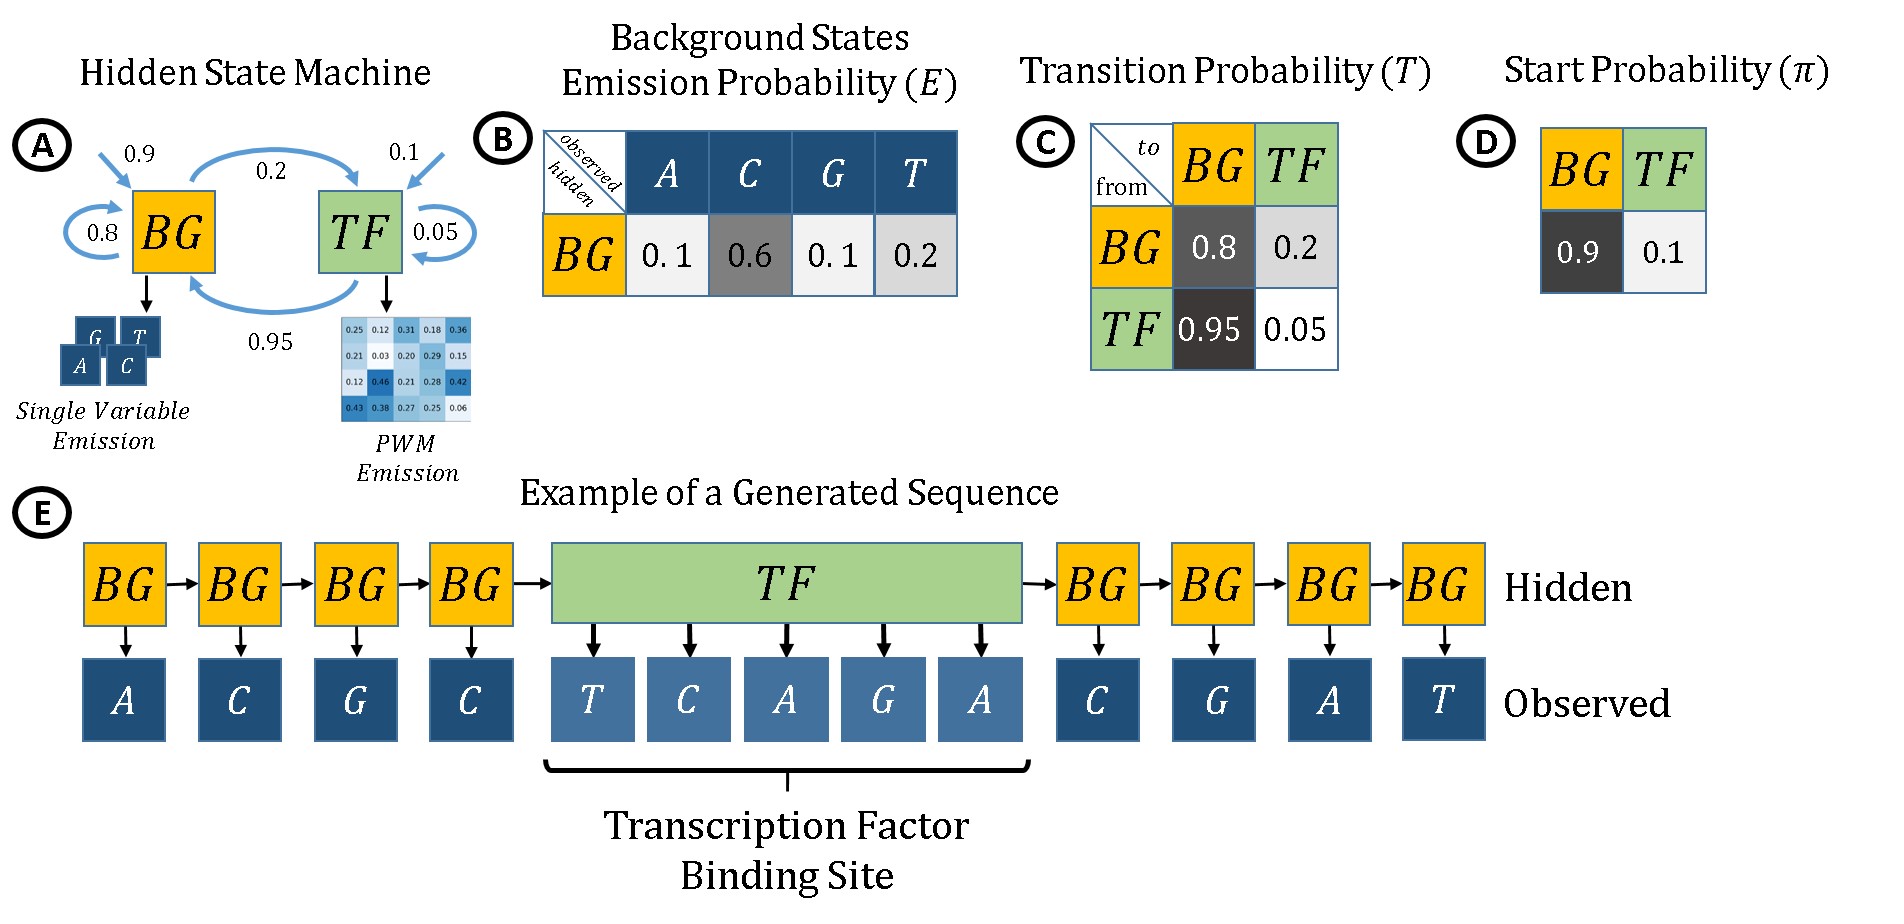 Hidden State Machine
A
0.9
0.2
0.1
BG
TF
0.8
0.05
0.95
G T
A C
Single Variable
Emission
0.25 0.12 0.31 0.18 0.36
0.21 0.03 0.20 0.29 0.15
0.12 0.46 0.21 0.28 0.42
0.43 0.38 0.27 0.25 0.06
PWM
Emission
Background States
Emission Probability (E)
B
observed
hidden
A C G T
BG 0.1 0.6 0.1 0.2
Transition Probability (T)
C
to
from
BG TF
BG 0.8 0.2
TF 0.95 0.05
Start Probability (π)
D
BG TF
0.9 0.1
Example of a Generated Sequence
E
BG BG BG BG TF BG BG BG BG Hidden
A C G C T C A G A C G A T Observed
Transcription Factor
Binding Site